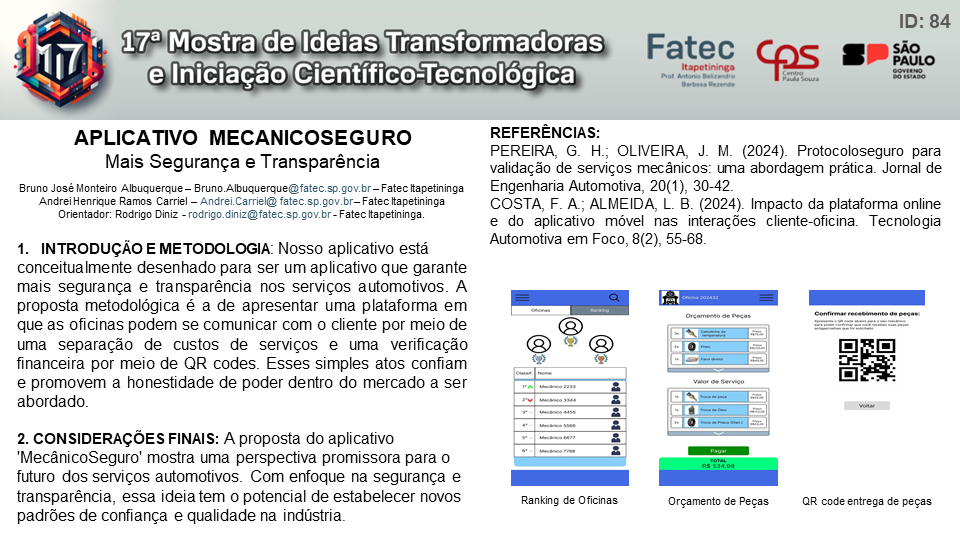 ID: 84
17ª Mostra de Ideias Transformadoras
e Iniciação Científico-Tecnológica
Fatec
Itapetininga
Prof. Antonio Belizandro
Barbosa Rezende
CPS
Centro
Paula Souza
SÃO PAULO
GOVERNO
DO ESTADO
APLICATIVO MECANICOSEGURO
Mais Segurança e Transparência
Bruno José Monteiro Albuquerque – Bruno.Albuquerque@fatec.sp.gov.br – Fatec Itapetininga
Andrei Henrique Ramos Carriel – Andrei.Carriel@ fatec.sp.gov.br– Fatec Itapetininga
Orientador: Rodrigo Diniz - rodrigo.diniz@fatec.sp.gov.br - Fatec Itapetininga.
1. INTRODUÇÃO E METODOLOGIA: Nosso aplicativo está
conceitualmente desenhado para ser um aplicativo que garante
mais segurança e transparência nos serviços automotivos. A
proposta metodológica é a de apresentar uma plataforma em
que as oficinas podem se comunicar com o cliente por meio de
uma separação de custos de serviços e uma verificação
financeira por meio de QR codes. Esses simples atos confiam
e promovem a honestidade de poder dentro do mercado a ser
abordado.
2. CONSIDERAÇÕES FINAIS: A proposta do aplicativo
'MecânicoSeguro' mostra uma perspectiva promissora para o
futuro dos serviços automotivos. Com enfoque na segurança e
transparência, essa ideia tem o potencial de estabelecer novos
padrões de confiança e qualidade na indústria.
REFERÊNCIAS:
PEREIRA, G. H.; OLIVEIRA, J. M. (2024). Protocoloseguro para
validação de serviços mecânicos: uma abordagem prática. Jornal de
Engenharia Automotiva, 20(1), 30-42.
COSTA, F. A.; ALMEIDA, L. B. (2024). Impacto da plataforma online
e do aplicativo móvel nas interações cliente-oficina. Tecnologia
Automotiva em Foco, 8(2), 55-68.
Oficinas Ranking
Classif. Nome
1º Mecânico 2233
2º Mecânico 3344
3º Mecânico 4455
4º Mecânico 5566
5º Mecânico 6677
6º Mecânico 7788
Ranking de Oficinas
Oficina 202432
Orçamento de Peças
Pneu
Farol direito
Valor de Serviço
Troca de peça
Troca de Óleo
Pagar
TOTAL
R$ 534,99
Orçamento de Peças
Confirmar recebimento de peças:
Voltar
QR code entrega de peças